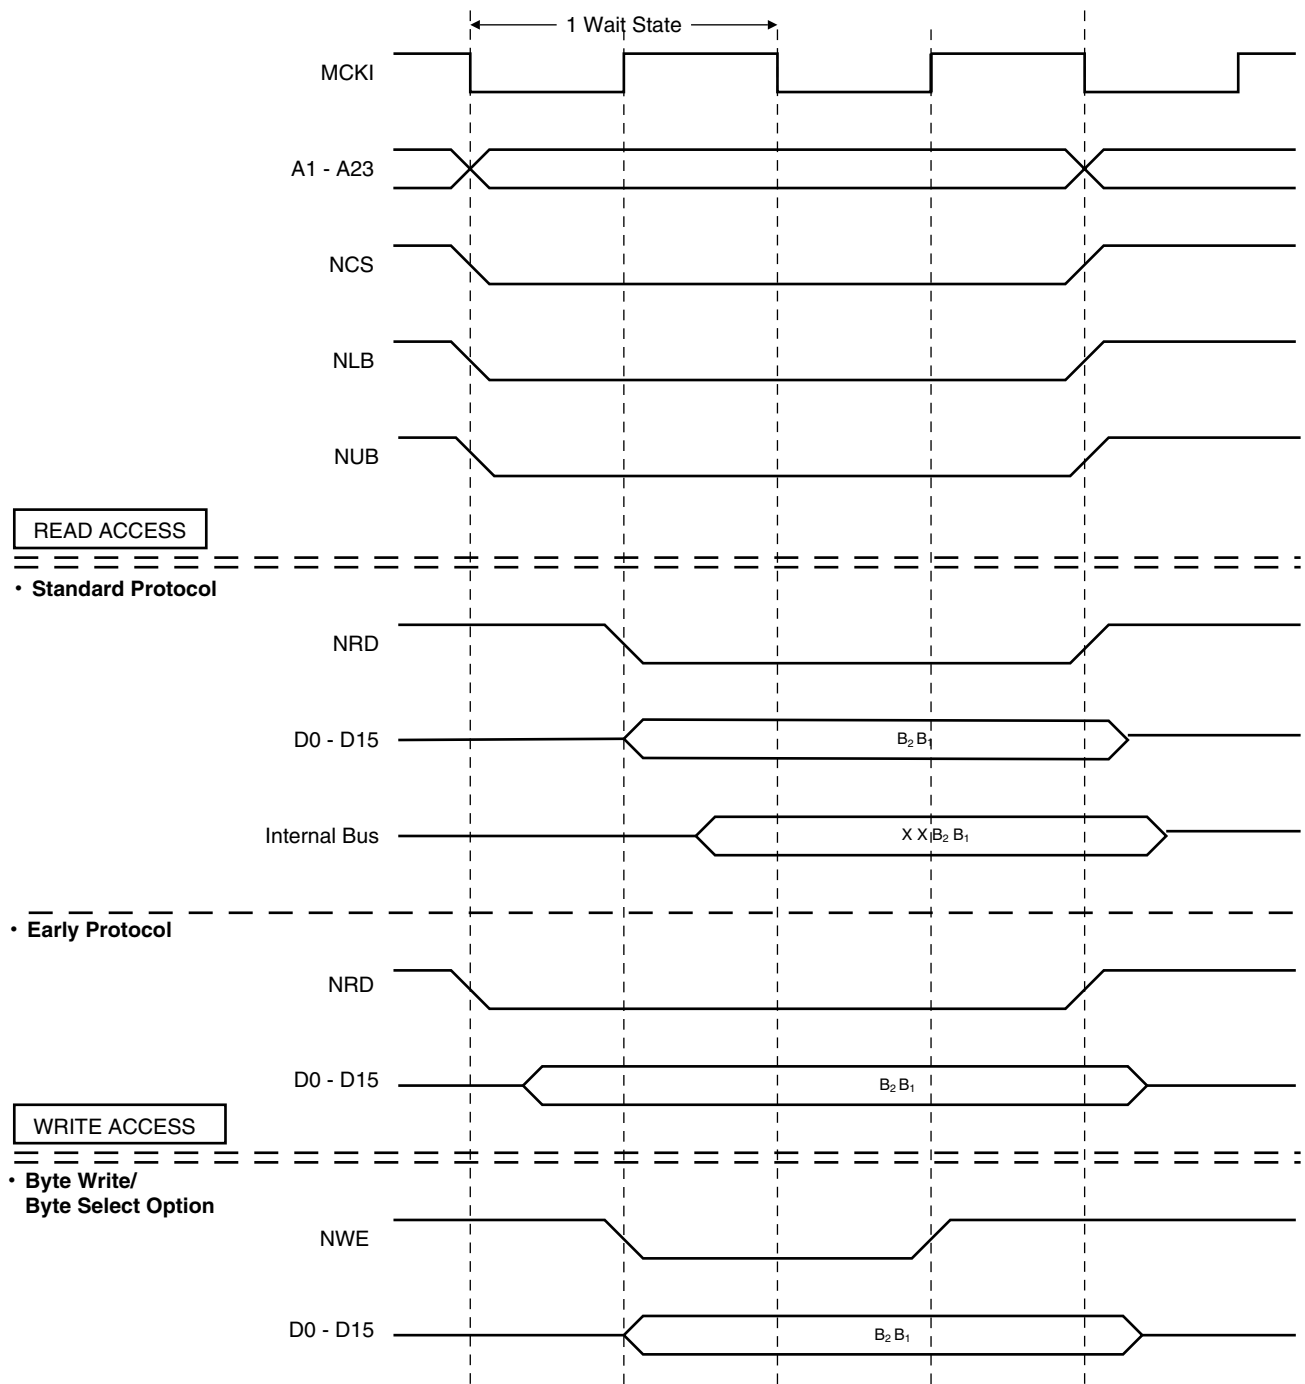 1 Wait State
MCKI
A1 - A23
NCS
NLB
NUB
READ ACCESS
· Standard Protocol
NRD
D0 - D15
B₂ B₁
Internal Bus
X X B₂ B₁
· Early Protocol
NRD
D0 - D15
B₂ B₁
WRITE ACCESS
· Byte Write/
Byte Select Option
NWE
D0 - D15
B₂ B₁